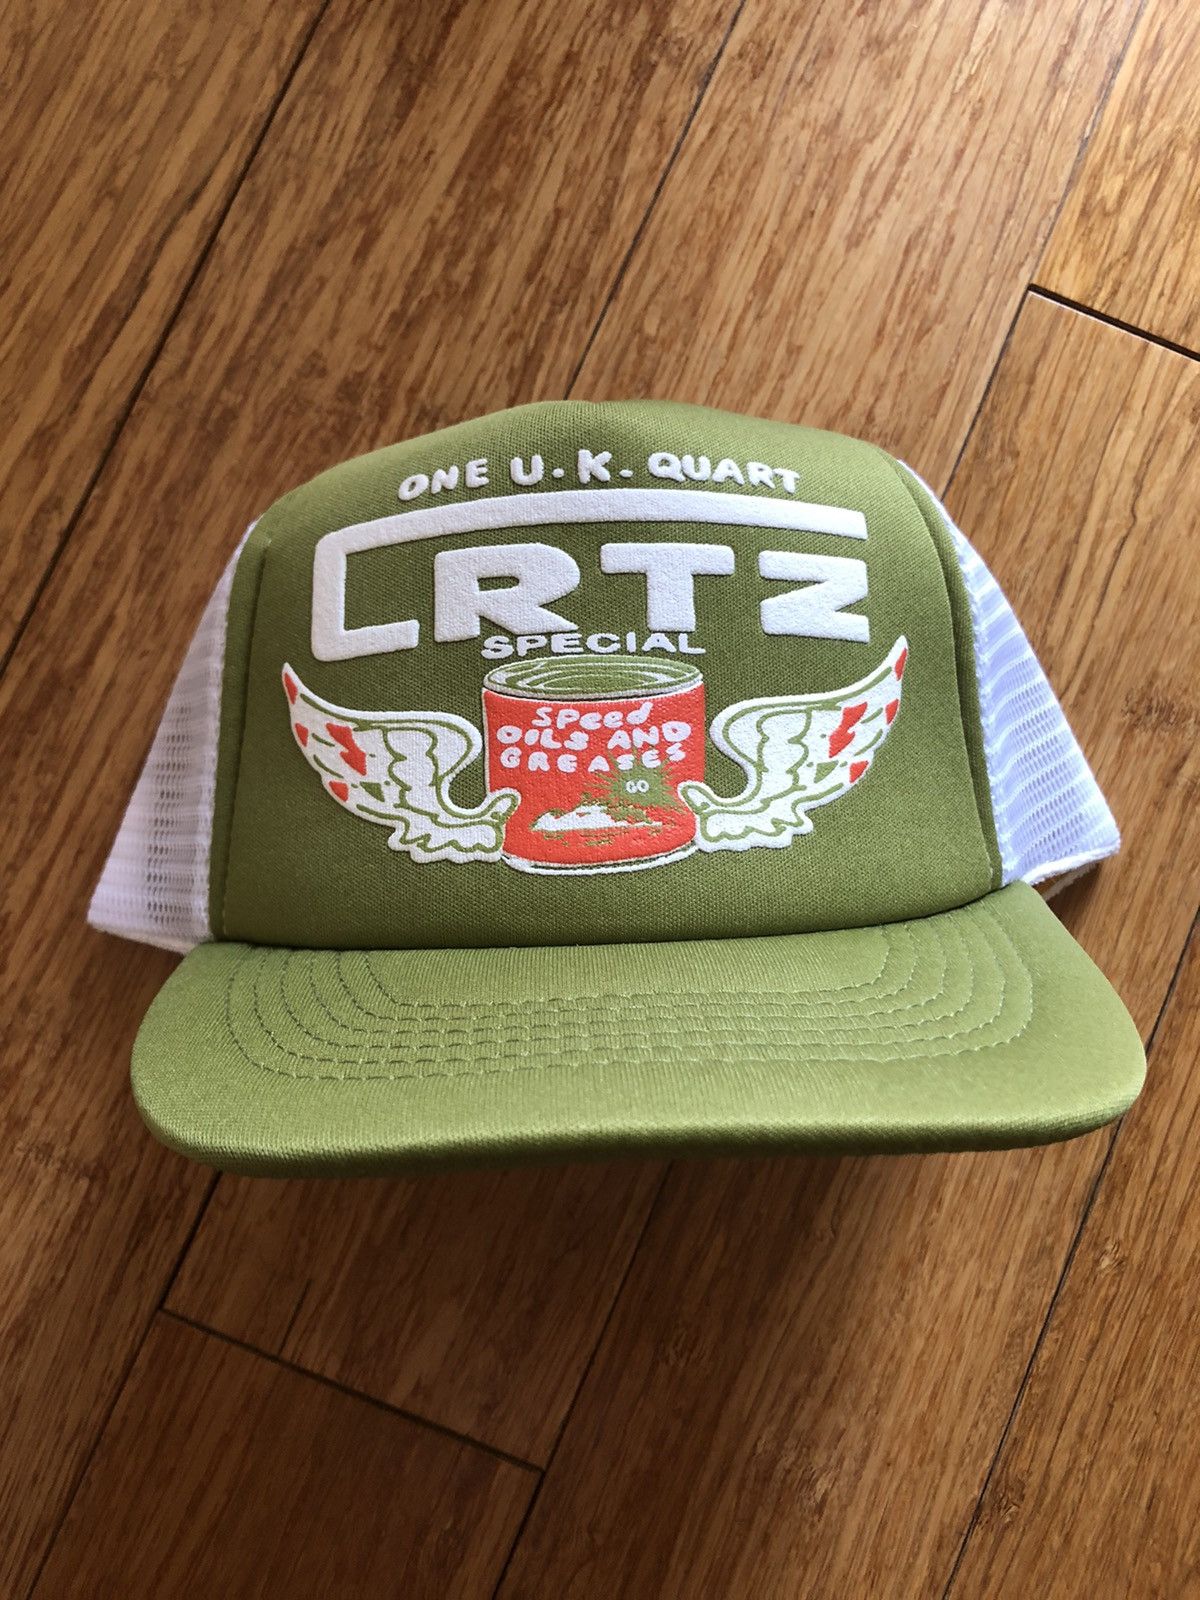 ONE U.K. QUART
CRTZ
SPECIAL
Speed
OILS AND
GREASES
GO